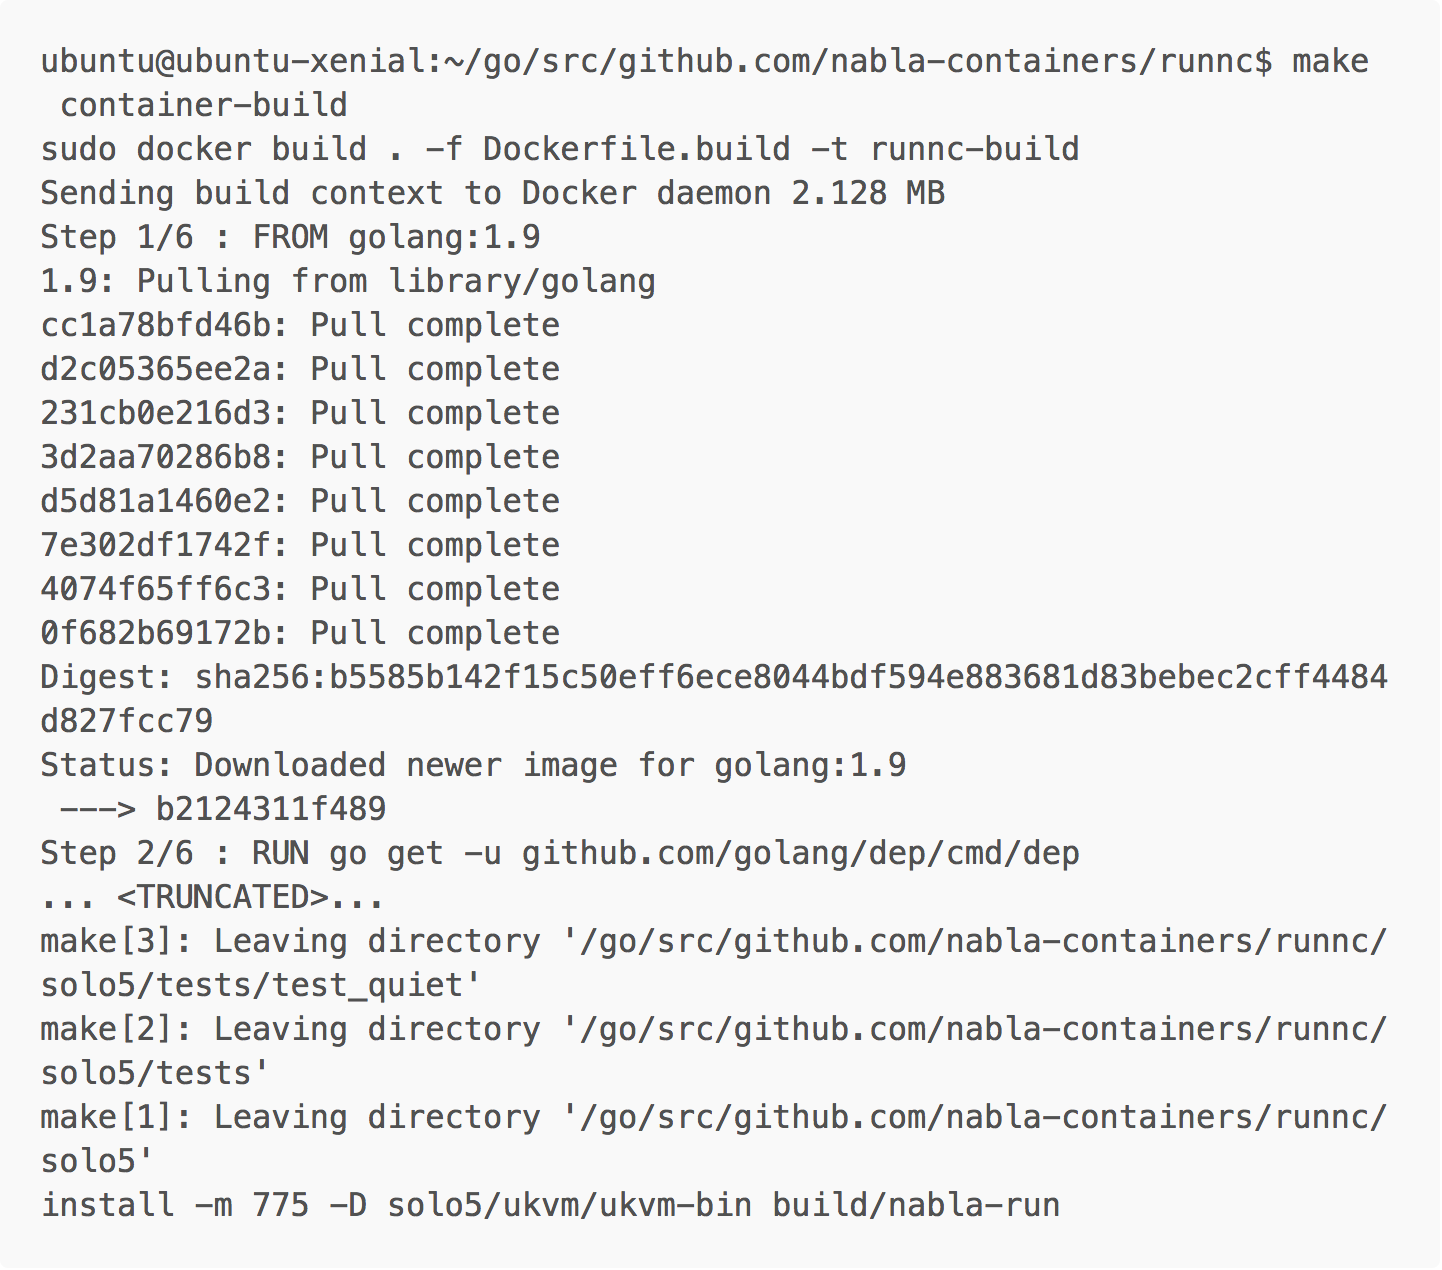 ubuntu@ubuntu-xenial:~/go/src/github.com/nabla-containers/runnc$ make
 container-build
sudo docker build . -f Dockerfile.build -t runnc-build
Sending build context to Docker daemon 2.128 MB
Step 1/6 : FROM golang:1.9
1.9: Pulling from library/golang
cc1a78bfd46b: Pull complete
d2c05365ee2a: Pull complete
231cb0e216d3: Pull complete
3d2aa70286b8: Pull complete
d5d81a1460e2: Pull complete
7e302df1742f: Pull complete
4074f65ff6c3: Pull complete
0f682b69172b: Pull complete
Digest: sha256:b5585b142f15c50eff6ece8044bdf594e883681d83bebec2cff4484
d827fcc79
Status: Downloaded newer image for golang:1.9
 ---> b2124311f489
Step 2/6 : RUN go get -u github.com/golang/dep/cmd/dep
... <TRUNCATED>...
make[3]: Leaving directory '/go/src/github.com/nabla-containers/runnc/
solo5/tests/test_quiet'
make[2]: Leaving directory '/go/src/github.com/nabla-containers/runnc/
solo5/tests'
make[1]: Leaving directory '/go/src/github.com/nabla-containers/runnc/
solo5'
install -m 775 -D solo5/ukvm/ukvm-bin build/nabla-run